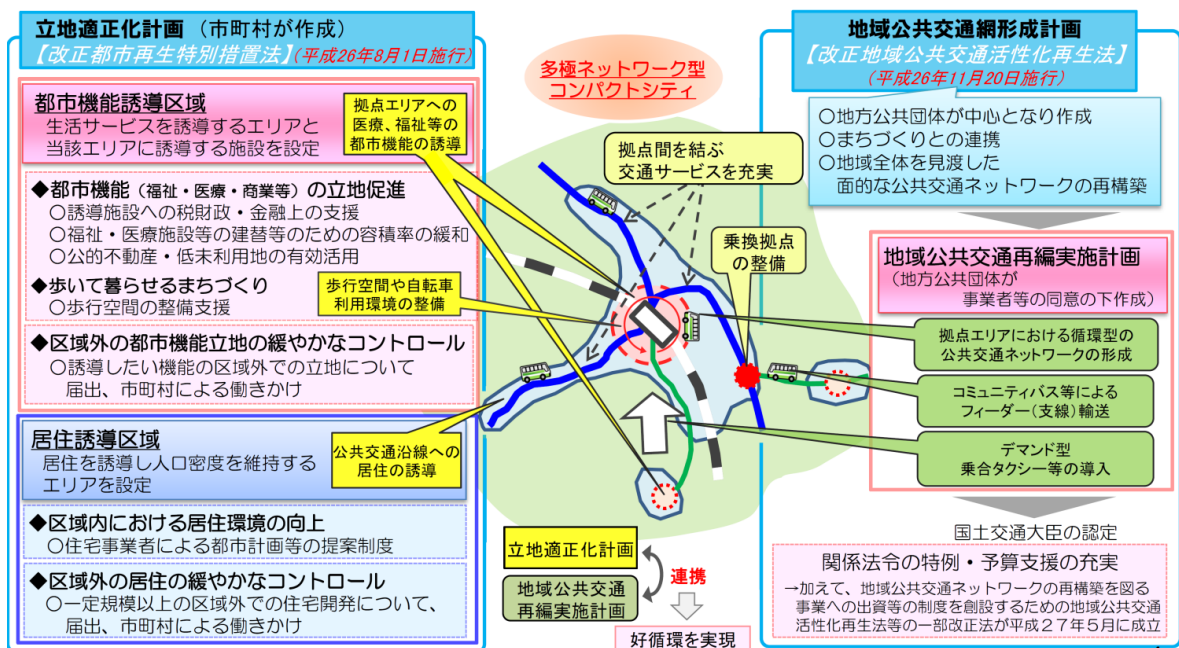 立地適正化計画（市町村が作成）
【改正都市再生特別措置法】(平成26年8月1日施行)
都市機能誘導区域
生活サービスを誘導するエリアと
当該エリアに誘導する施設を設定
◆都市機能（福祉・医療・商業等）の立地促進
○誘導施設への税財政・金融上の支援
○福祉・医療施設等の建替等のための容積率の緩和
○公的不動産・低未利用地の有効活用
◆歩いて暮らせるまちづくり
○歩行空間の整備支援
◆区域外の都市機能立地の緩やかなコントロール
○誘導したい機能の区域外での立地について
届出、市町村による働きかけ
居住誘導区域
居住を誘導し人口密度を維持する
エリアを設定
◆区域内における居住環境の向上
○住宅事業者による都市計画等の提案制度
◆区域外の居住の緩やかなコントロール
○一定規模以上の区域外での住宅開発について、
届出、市町村による働きかけ
拠点エリアへの
医療、福祉等の
都市機能の誘導
歩行空間や自転車
利用環境の整備
公共交通沿線への
居住の誘導
多極ネットワーク型
コンパクトシティ
拠点間を結ぶ
交通サービスを充実
乗換拠点
の整備
立地適正化計画
地域公共交通
再編実施計画
連携
好循環を実現
地域公共交通網形成計画
【改正地域公共交通活性化再生法】
(平成26年11月20日施行)
○地方公共団体が中心となり作成
○まちづくりとの連携
○地域全体を見渡した
面的な公共交通ネットワークの再構築
地域公共交通再編実施計画
（地方公共団体が
事業者等の同意の下作成）
拠点エリアにおける循環型の
公共交通ネットワークの形成
コミュニティバス等による
フィーダー（支線）輸送
デマンド型
乗合タクシー等の導入
国土交通大臣の認定
関係法令の特例・予算支援の充実
→加えて、地域公共交通ネットワークの再構築を図る
事業への出資等の制度を創設するための地域公共交通
活性化再生法等の一部改正法が平成２７年５月に成立